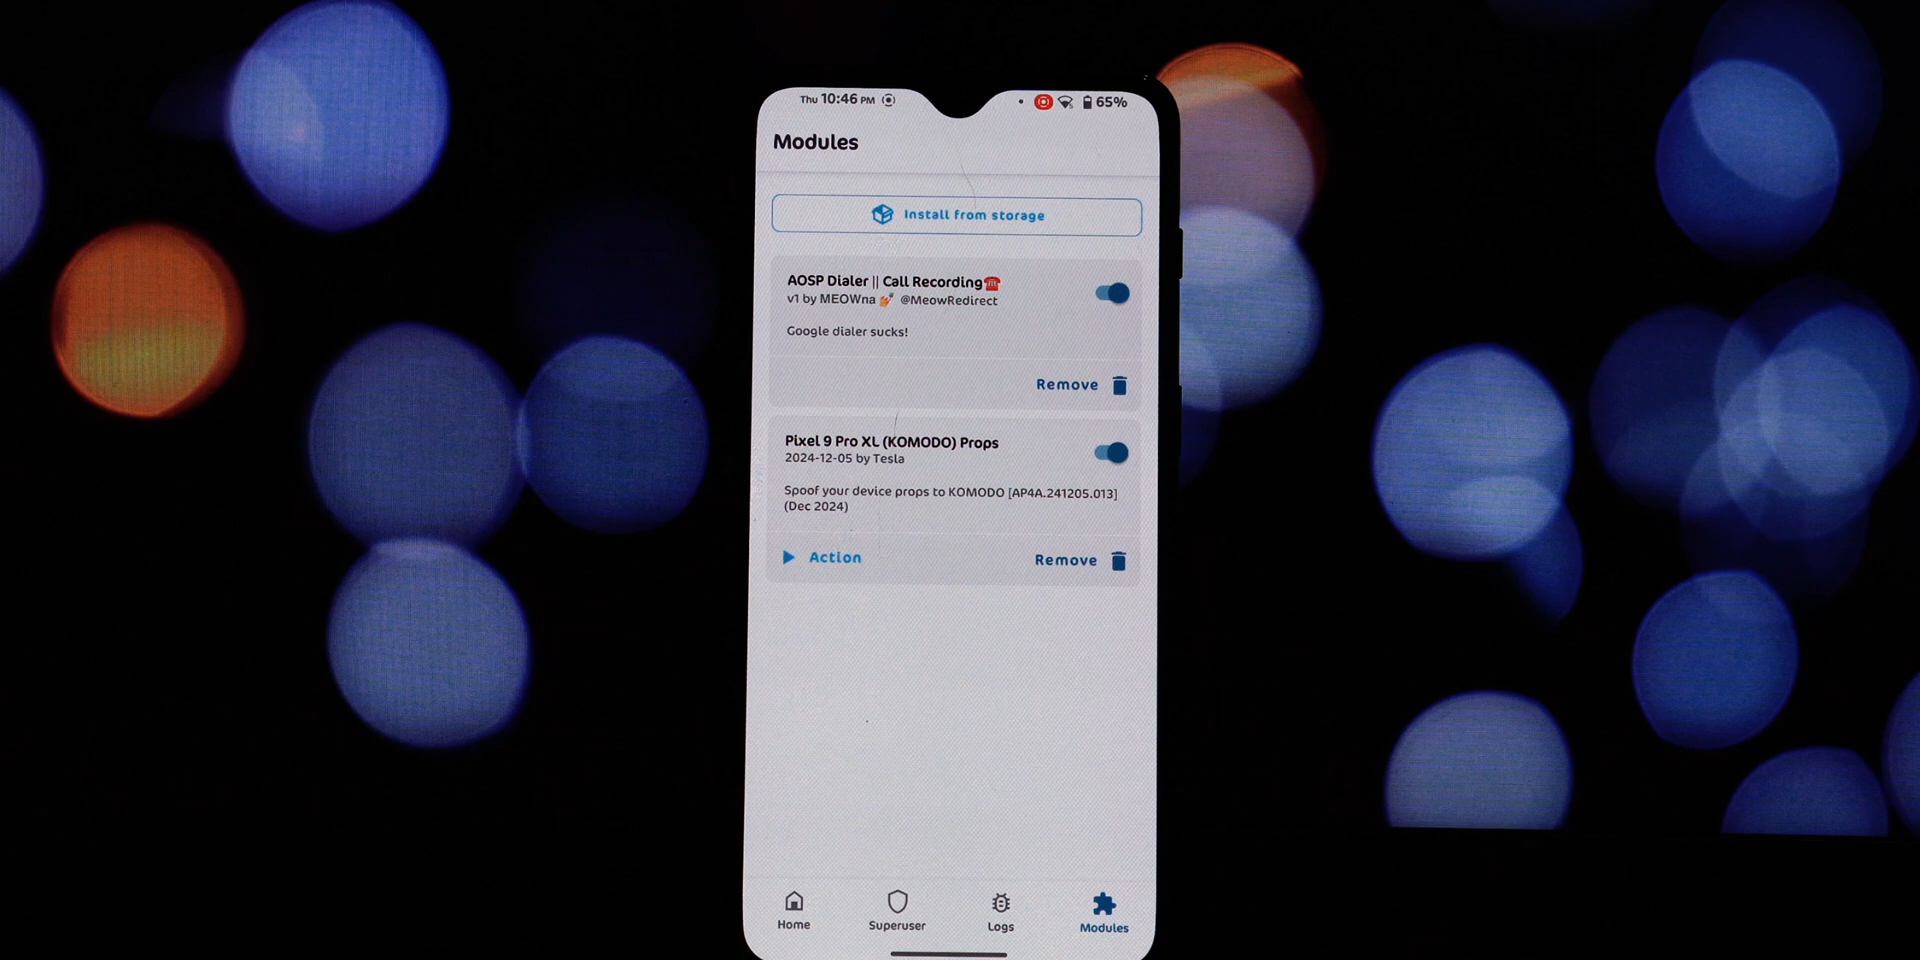 Thu 10:46 PM
65%
Modules
Install from storage
AOSP Dialer || Call Recording☎️
v1 by MEOWna 💅 @MeowRedirect
Google dialer sucks!
Remove
Pixel 9 Pro XL (KOMODO) Props
2024-12-05 by Tesla
Spoof your device props to KOMODO [AP4A.241205.013]
(Dec 2024)
Action
Remove
Home
Superuser
Logs
Modules